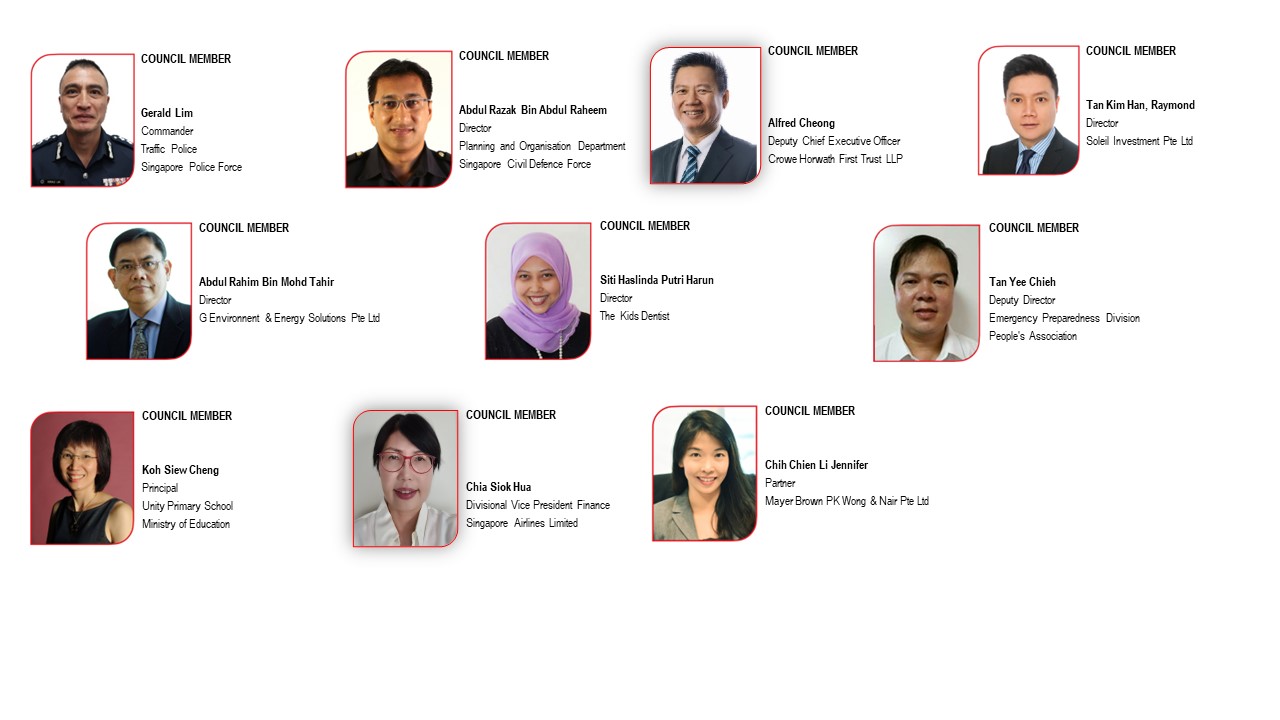 COUNCIL MEMBER
Gerald Lim
Commander
Traffic Police
Singapore Police Force
COUNCIL MEMBER
Abdul Razak Bin Abdul Raheem
Director
Planning and Organisation Department
Singapore Civil Defence Force
COUNCIL MEMBER
Alfred Cheong
Deputy Chief Executive Officer
Crowe Horwath First Trust LLP
COUNCIL MEMBER
Tan Kim Han, Raymond
Director
Soleil Investment Pte Ltd
COUNCIL MEMBER
Abdul Rahim Bin Mohd Tahir
Director
G Environment & Energy Solutions Pte Ltd
COUNCIL MEMBER
Siti Haslinda Putri Harun
Director
The Kids Dentist
COUNCIL MEMBER
Tan Yee Chieh
Deputy Director
Emergency Preparedness Division
People's Association
COUNCIL MEMBER
Koh Siew Cheng
Principal
Unity Primary School
Ministry of Education
COUNCIL MEMBER
Chia Siok Hua
Divisional Vice President Finance
Singapore Airlines Limited
COUNCIL MEMBER
Chih Chien Li Jennifer
Partner
Mayer Brown PK Wong & Nair Pte Ltd